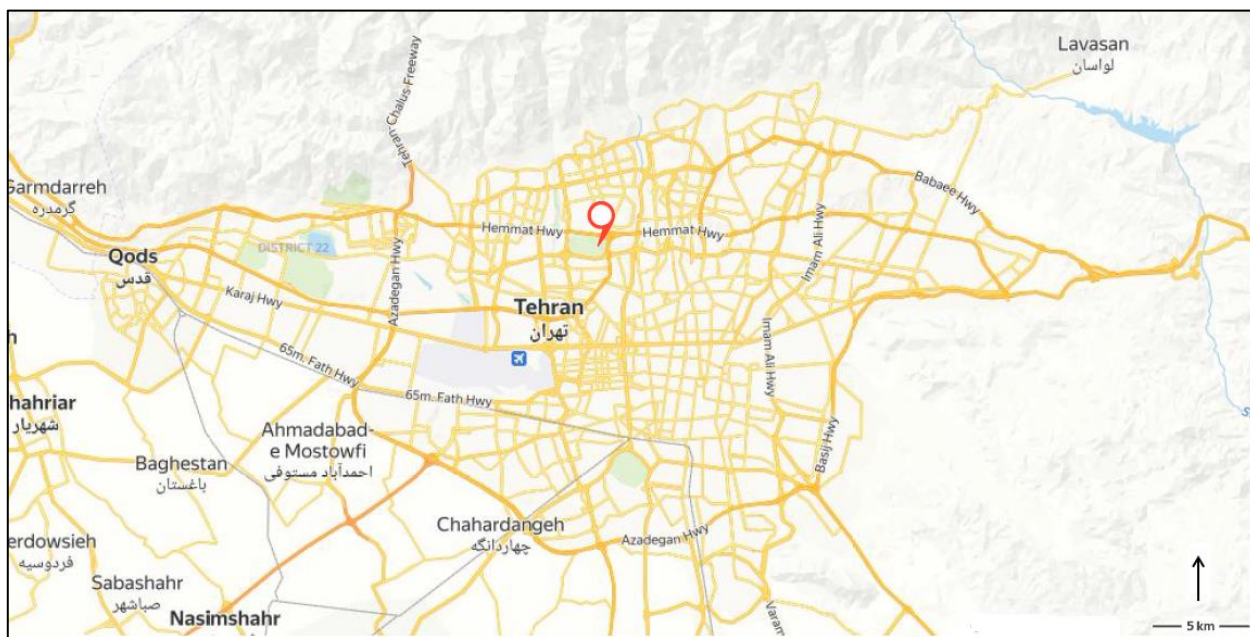 Lavasan
لواسان
Tehran-Chalus Freeway
Garmdarreh
گرمدره
Babaee Hwy
Hemmat Hwy
Hemmat Hwy
DISTRICT 22
Imam Ali Hwy
Qods
قدس
Azadegan Hwy
Karaj Hwy
Tehran
تهران
Imam Ali Hwy
65m. Fath Hwy
65m. Fath Hwy
hahriar
شهریار
Ahmadabad-
e Mostowfi
احمدآباد مستوفی
Basij Hwy
Baghestan
باغستان
Chahardangeh
چهاردانگه
Azadegan Hwy
erdowsieh
فردوسیه
Sabashahr
صباشهر
Nasimshahr
Varam
5 km